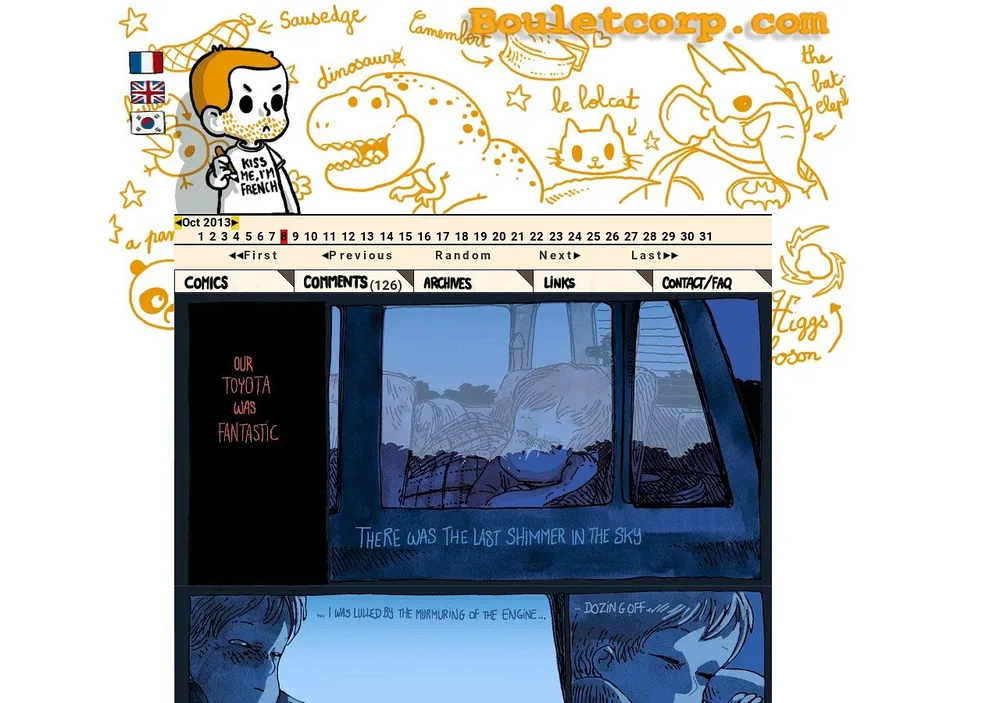 Bouletcorp.com
Sausedge
Camembert
dinosaure
le lolcat
the
bat-
KISS
ME, I'M
FRENCH
◀Oct 2013▶
1 2 3 4 5 6 7 8 9 10 11 12 13 14 15 16 17 18 19 20 21 22 23 24 25 26 27 28 29 30 31
◀◀First ◀Previous Random Next▶ Last▶▶
COMICS COMMENTS (126) ARCHIVES LINKS CONTACT/FAQ
a pan
Higgs
boson
OUR
TOYOTA
WAS
FANTASTIC
THERE WAS THE LAST SHIMMER IN THE SKY
... I WAS LULLED BY THE MURMURING OF THE ENGINE...
- DOZING OFF...